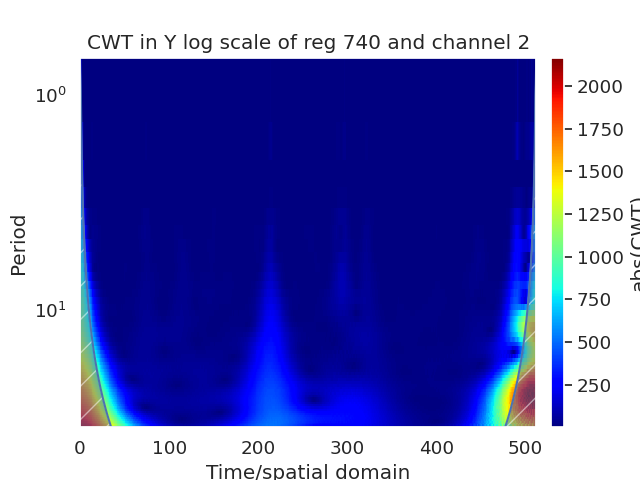 CWT in Y log scale of reg 740 and channel 2
10⁰
10¹
Period
0 100 200 300 400 500
Time/spatial domain
2000
1750
1500
1250
1000
750
500
250
abs(CWT)